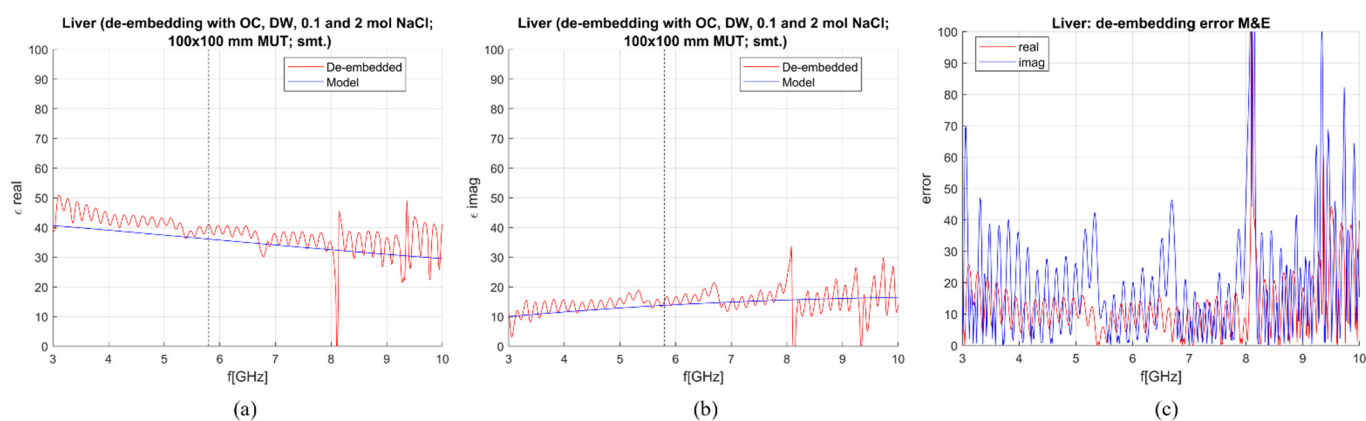 Liver (de-embedding with OC, DW, 0.1 and 2 mol NaCl;
100x100 mm MUT; smt.)
100
90
80
70
60
50
40
30
20
10
0
ϵ real
De-embedded
Model
3
4
5
6
7
8
9
10
f[GHz]
(a)
Liver (de-embedding with OC, DW, 0.1 and 2 mol NaCl;
100x100 mm MUT; smt.)
100
90
80
70
60
50
40
30
20
10
0
ϵ imag
De-embedded
Model
3
4
5
6
7
8
9
10
f[GHz]
(b)
Liver: de-embedding error M&E
100
90
80
70
60
50
40
30
20
10
0
error
real
imag
3
4
5
6
7
8
9
10
f[GHz]
(c)